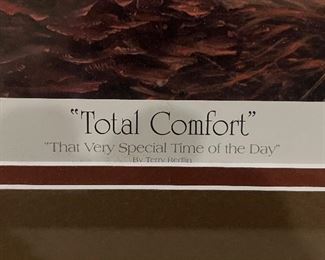 "Total Comfort"
"That Very Special Time of the Day"
By Terry Redlin